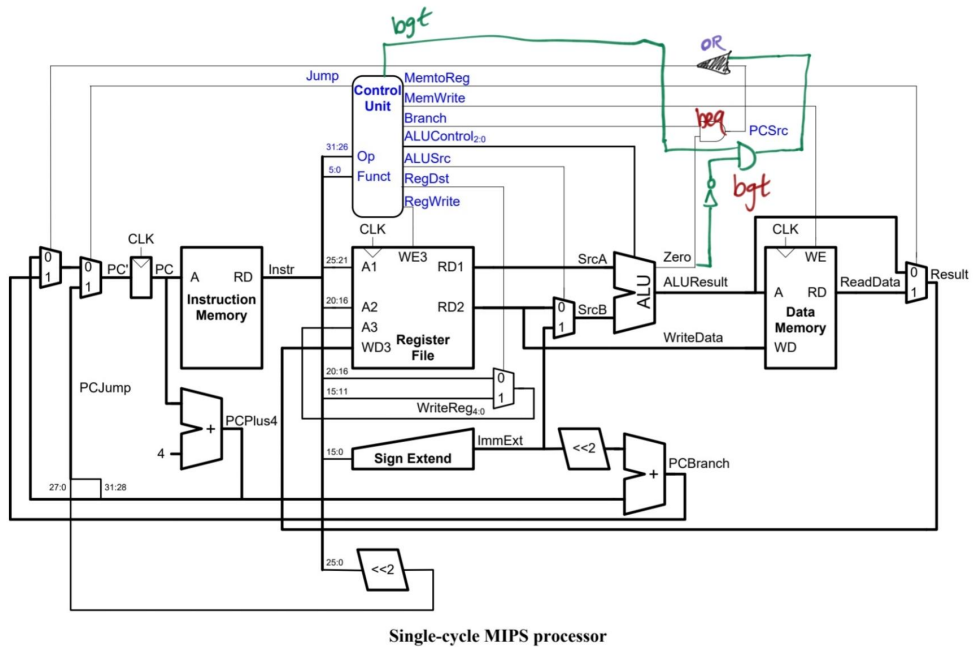 bgt
OR
Jump
Control
Unit
MemtoReg
MemWrite
Branch
ALUControl2:0
ALUSrc
RegDst
RegWrite
31:26
Op
5:0
Funct
beq
PCSrc
bgt
CLK
CLK
CLK
0
1
0
1
PC'
PC
A
RD
Instruction
Memory
Instr
25:21
A1
WE3
RD1
20:16
A2
RD2
A3
WD3
Register
File
0
1
SrcA
SrcB
ALU
Zero
ALUResult
WriteData
WE
A
RD
Data
Memory
WD
ReadData
0
1
Result
20:16
0
15:11
1
WriteReg4:0
PCJump
PCPlus4
+
4
15:0
Sign Extend
ImmExt
<<2
+
PCBranch
27:0
31:28
25:0
<<2
Single-cycle MIPS processor